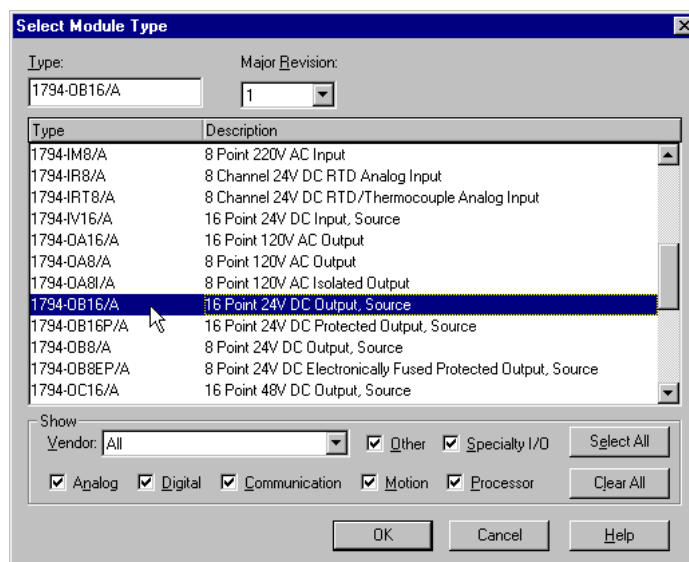 Select Module Type
Type: Major Revision:
1794-OB16/A 1
Type Description
1794-IM8/A 8 Point 220V AC Input
1794-IR8/A 8 Channel 24V DC RTD Analog Input
1794-IRT8/A 8 Channel 24V DC RTD/Thermocouple Analog Input
1794-IV16/A 16 Point 24V DC Input, Source
1794-OA16/A 16 Point 120V AC Output
1794-OA8/A 8 Point 120V AC Output
1794-OA8I/A 8 Point 120V AC Isolated Output
1794-OB16/A 16 Point 24V DC Output, Source
1794-OB16P/A 16 Point 24V DC Protected Output, Source
1794-OB8/A 8 Point 24V DC Output, Source
1794-OB8EP/A 8 Point 24V DC Electronically Fused Protected Output, Source
1794-OC16/A 16 Point 48V DC Output, Source
Show
Vendor: All Other Specialty I/O Select All
Analog Digital Communication Motion Processor Clear All
OK Cancel Help